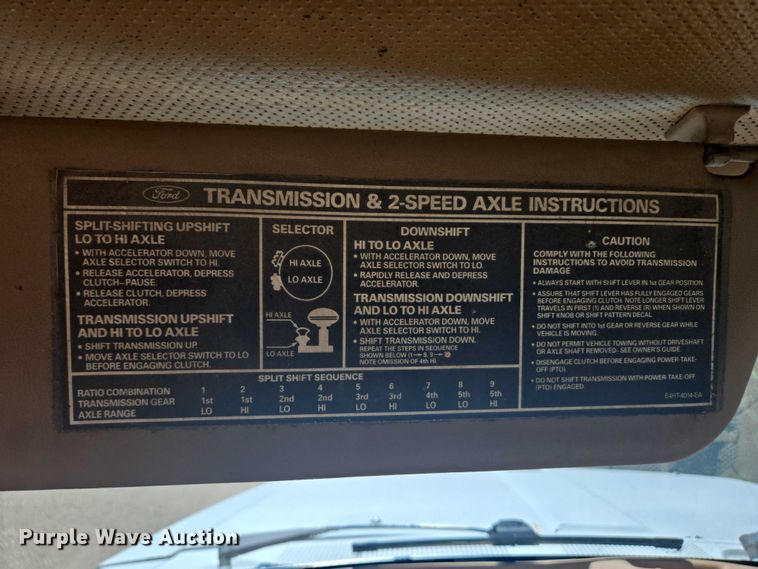 Ford TRANSMISSION & 2-SPEED AXLE INSTRUCTIONS
SPLIT-SHIFTING UPSHIFT
LO TO HI AXLE
• WITH ACCELERATOR DOWN, MOVE
AXLE SELECTOR SWITCH TO HI.
• RELEASE ACCELERATOR, DEPRESS
CLUTCH–PAUSE.
• RELEASE CLUTCH, DEPRESS
ACCELERATOR.
TRANSMISSION UPSHIFT
AND HI TO LO AXLE
• SHIFT TRANSMISSION UP.
• MOVE AXLE SELECTOR SWITCH TO LO
BEFORE ENGAGING CLUTCH.
SELECTOR
HI AXLE
LO AXLE
HI AXLE
LO AXLE
DOWNSHIFT
HI TO LO AXLE
• WITH ACCELERATOR DOWN, MOVE
AXLE SELECTOR SWITCH TO LO.
• RAPIDLY RELEASE AND DEPRESS
ACCELERATOR.
TRANSMISSION DOWNSHIFT
AND LO TO HI AXLE
• WITH ACCELERATOR DOWN, MOVE
AXLE SELECTOR SWITCH TO HI.
• SHIFT TRANSMISSION DOWN.
REPEAT THE STEPS IN SEQUENCE
SHOWN BELOW (1→8, 9→
NOTE OMISSION OF 4th HI.
SPLIT SHIFT SEQUENCE
RATIO COMBINATION 1 2 3 4 5 6 7 8 9
TRANSMISSION GEAR 1st 1st 2nd 2nd 3rd 3rd 4th 5th 5th
AXLE RANGE LO HI LO HI LO HI LO LO HI
CAUTION
COMPLY WITH THE FOLLOWING
INSTRUCTIONS TO AVOID TRANSMISSION
DAMAGE
• ALWAYS START WITH SHIFT LEVER IN 1st GEAR POSITION
• ASSURE THAT SHIFT LEVER HAS FULLY ENGAGED GEARS
BEFORE ENGAGING CLUTCH. NOTE LONGER SHIFT LEVER
TRAVELS IN FIRST (1) AND REVERSE (R) WHEN SHOWN ON
SHIFT KNOB OR SHIFT PATTERN DECAL.
• DO NOT SHIFT INTO 1st GEAR OR REVERSE GEAR WHILE
VEHICLE IS MOVING.
• DO NOT PERMIT VEHICLE TOWING WITHOUT DRIVESHAFT
OR AXLE SHAFT REMOVED–SEE OWNER'S GUIDE.
• DISENGAGE CLUTCH BEFORE ENGAGING POWER-TAKE-
OFF (PTO).
• DO NOT SHIFT TRANSMISSION WITH POWER-TAKE-OFF
(PTO) ENGAGED.
E4HT-4014-EA
Purple Wave Auction